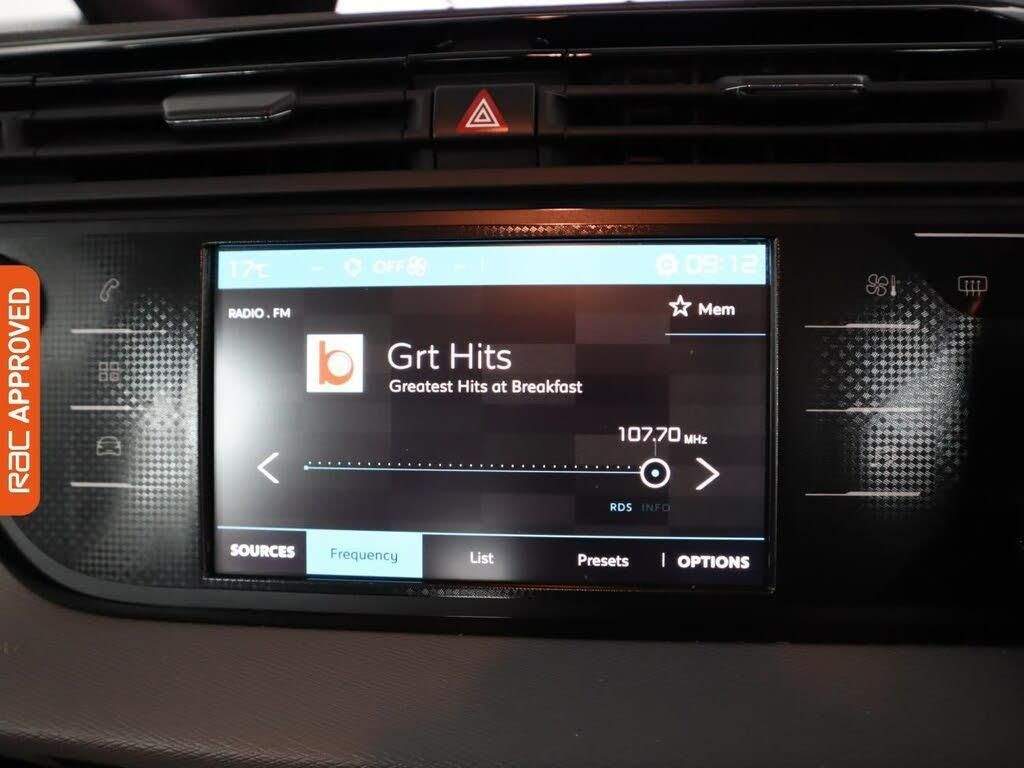 17°C
OFF
09:12
RADIO . FM
Mem
b
Grt Hits
Greatest Hits at Breakfast
107.70 MHz
RDS INFO
SOURCES
Frequency
List
Presets
OPTIONS
RAC APPROVED